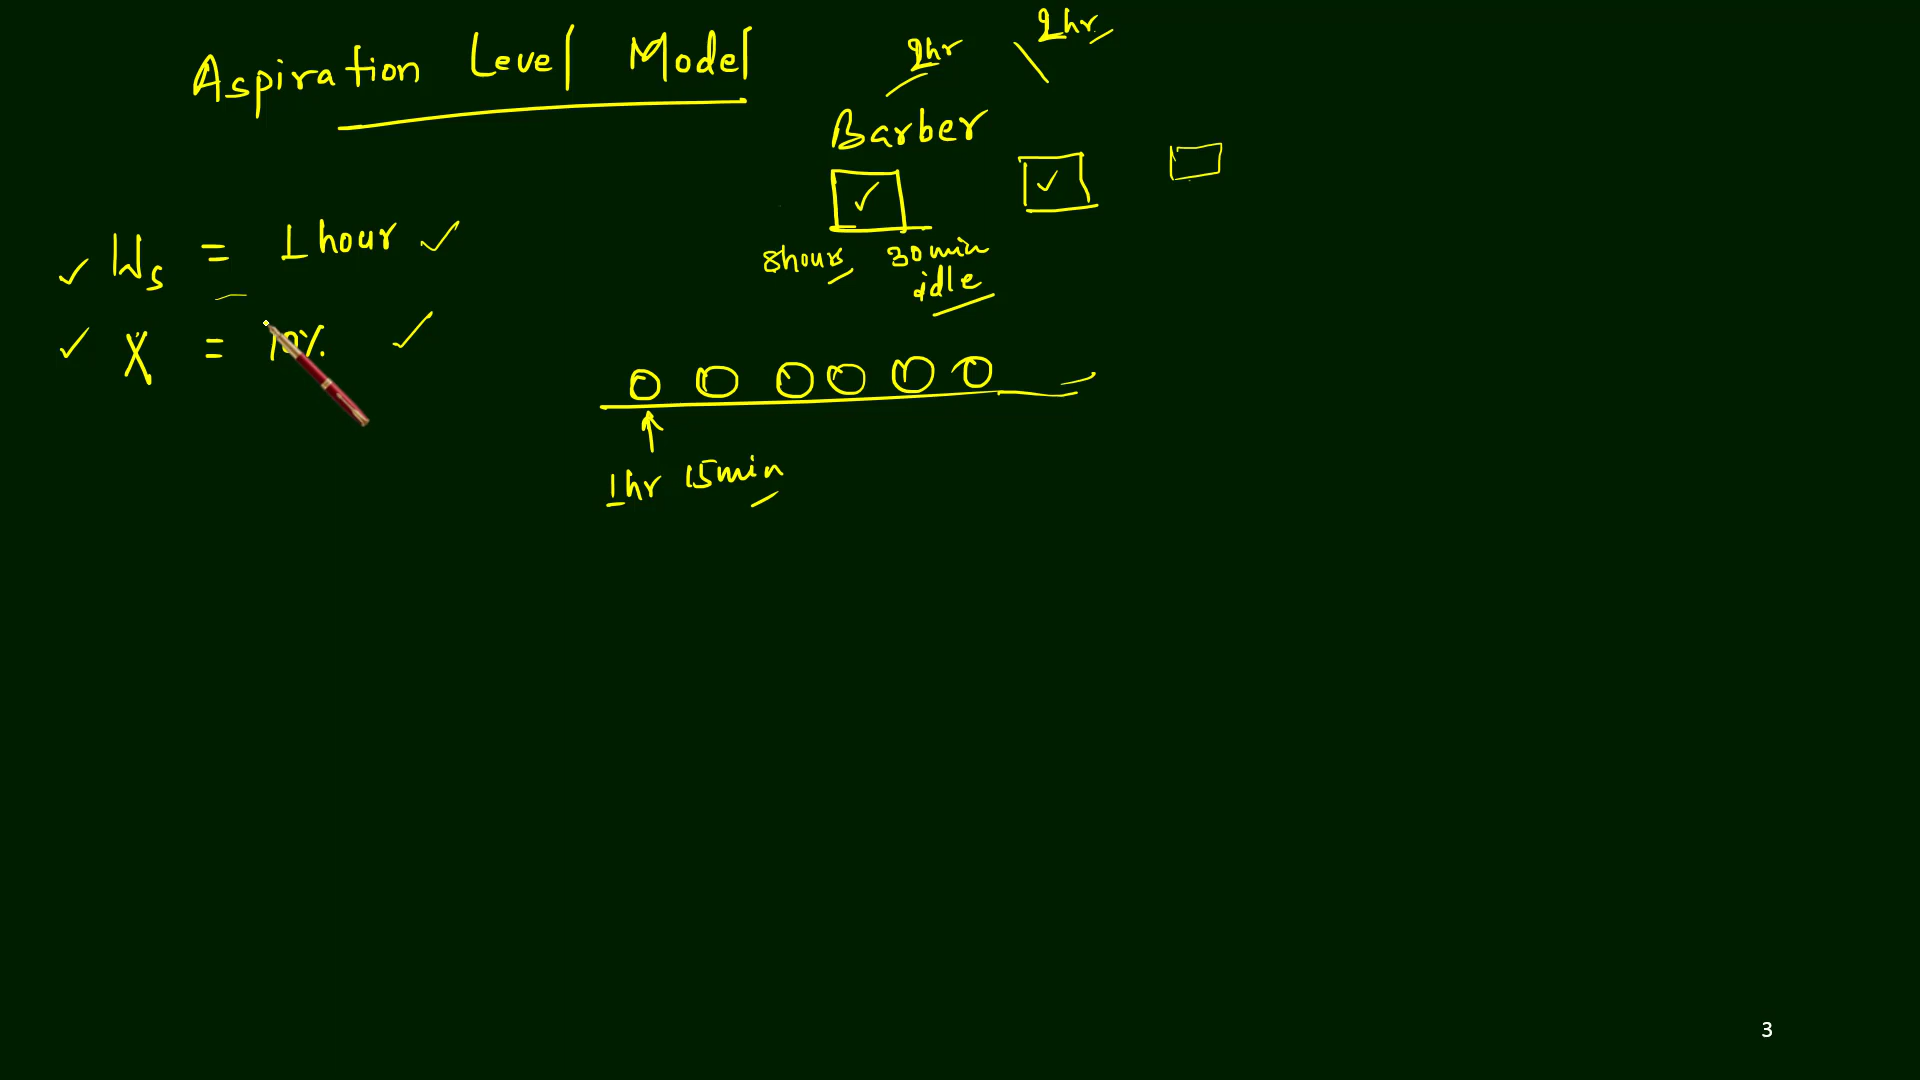 Aspiration Level Model
2hr
2hr
Barber
8hours 30 min
idle
✓ Ws = 1 hour ✓
✓ X = 10% ✓
1hr 15min
3